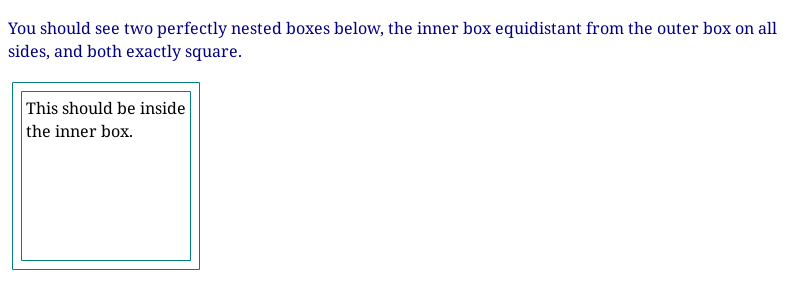 You should see two perfectly nested boxes below, the inner box equidistant from the outer box on all
sides, and both exactly square.
This should be inside
the inner box.